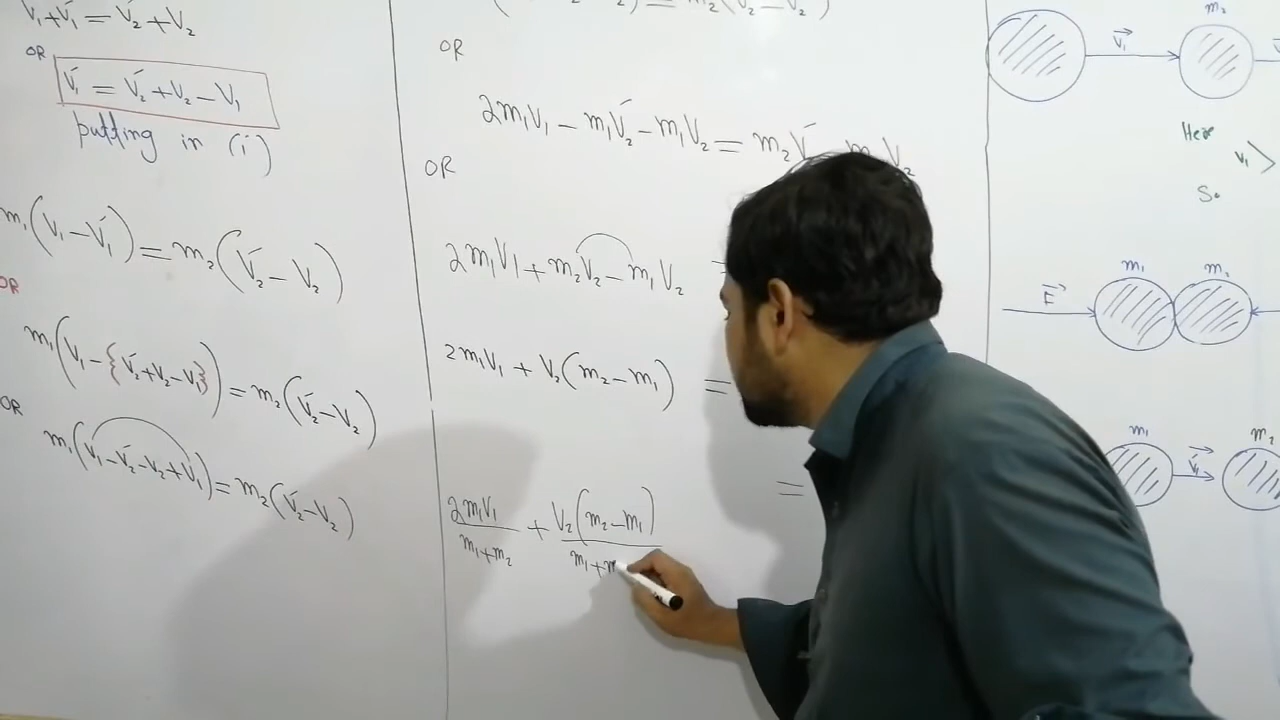 V₁+V₁́ = V₂́+V₂
OR
V₁́ = V₂́+V₂−V₁
putting in (i)
m₁(V₁−V₁́) = m₂(V₂́−V₂)
OR
m₁(V₁−{V₂́+V₂−V₁}) = m₂(V₂́−V₂)
OR
m₁(V₁−V₂́−V₂+V₁) = m₂(V₂́−V₂)
OR
2m₁V₁ − m₁V₂́ − m₁V₂ = m₂V₂́
OR
2m₁V₁ + m₂V₂ − m₁V₂ =
2m₁V₁ + V₂(m₂−m₁) =
2m₁V₁/m₁+m₂ + V₂(m₂−m₁)/m₁+m =
V₁→ m₂
Here
V₁ >
So
F→ m₁ m₂
m₁ V₁́→ m₂